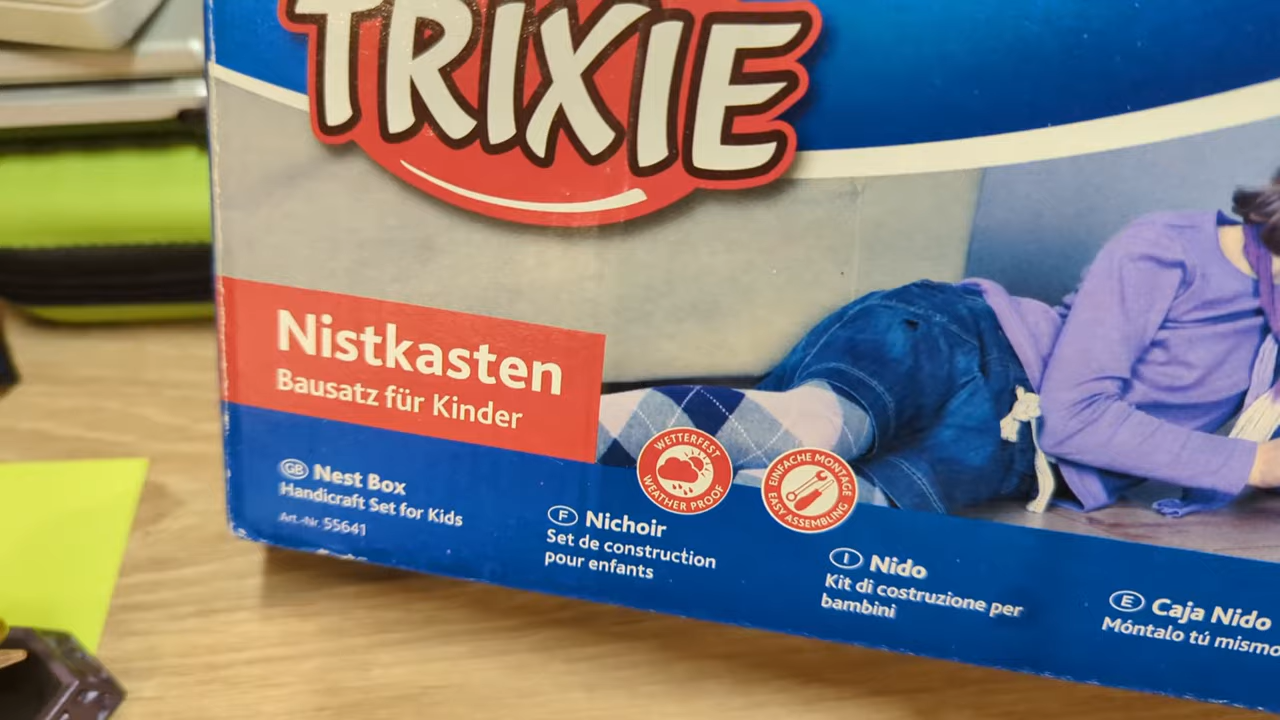 TRIXIE
Nistkasten
Bausatz für Kinder
GB Nest Box
Handicraft Set for Kids
Art.-Nr. 55641
WETTERFEST
WEATHER PROOF
EINFACHE MONTAGE
EASY ASSEMBLING
F Nichoir
Set de construction
pour enfants
I Nido
Kit di costruzione per
bambini
E Caja Nido
Móntalo tú mismo